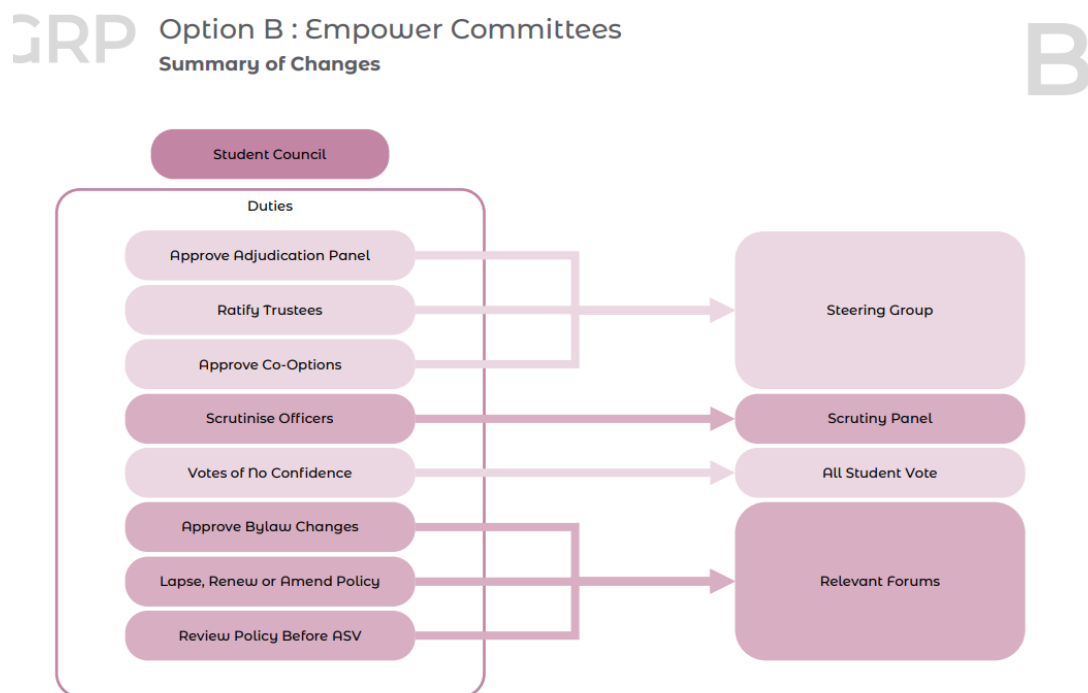 GRP
Option B : Empower Committees
B
Summary of Changes
Student Council
Duties
Approve Adjudication Panel
Ratify Trustees
Approve Co-Options
Scrutinise Officers
Votes of No Confidence
Approve Bylaw Changes
Lapse, Renew or Amend Policy
Review Policy Before ASV
Steering Group
Scrutiny Panel
All Student Vote
Relevant Forums